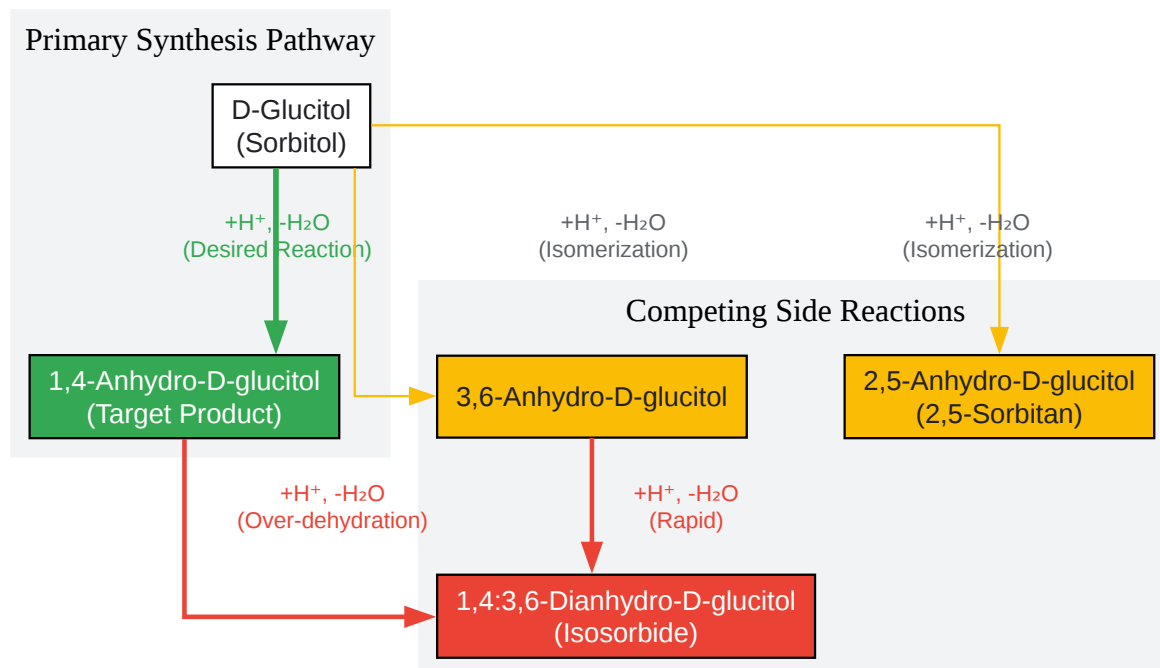 Primary Synthesis Pathway
D-Glucitol
(Sorbitol)
+H⁺, -H₂O
(Desired Reaction)
+H⁺, -H₂O
(Isomerization)
+H⁺, -H₂O
(Isomerization)
Competing Side Reactions
1,4-Anhydro-D-glucitol
(Target Product)
3,6-Anhydro-D-glucitol
2,5-Anhydro-D-glucitol
(2,5-Sorbitan)
+H⁺, -H₂O
(Over-dehydration)
+H⁺, -H₂O
(Rapid)
1,4:3,6-Dianhydro-D-glucitol
(Isosorbide)